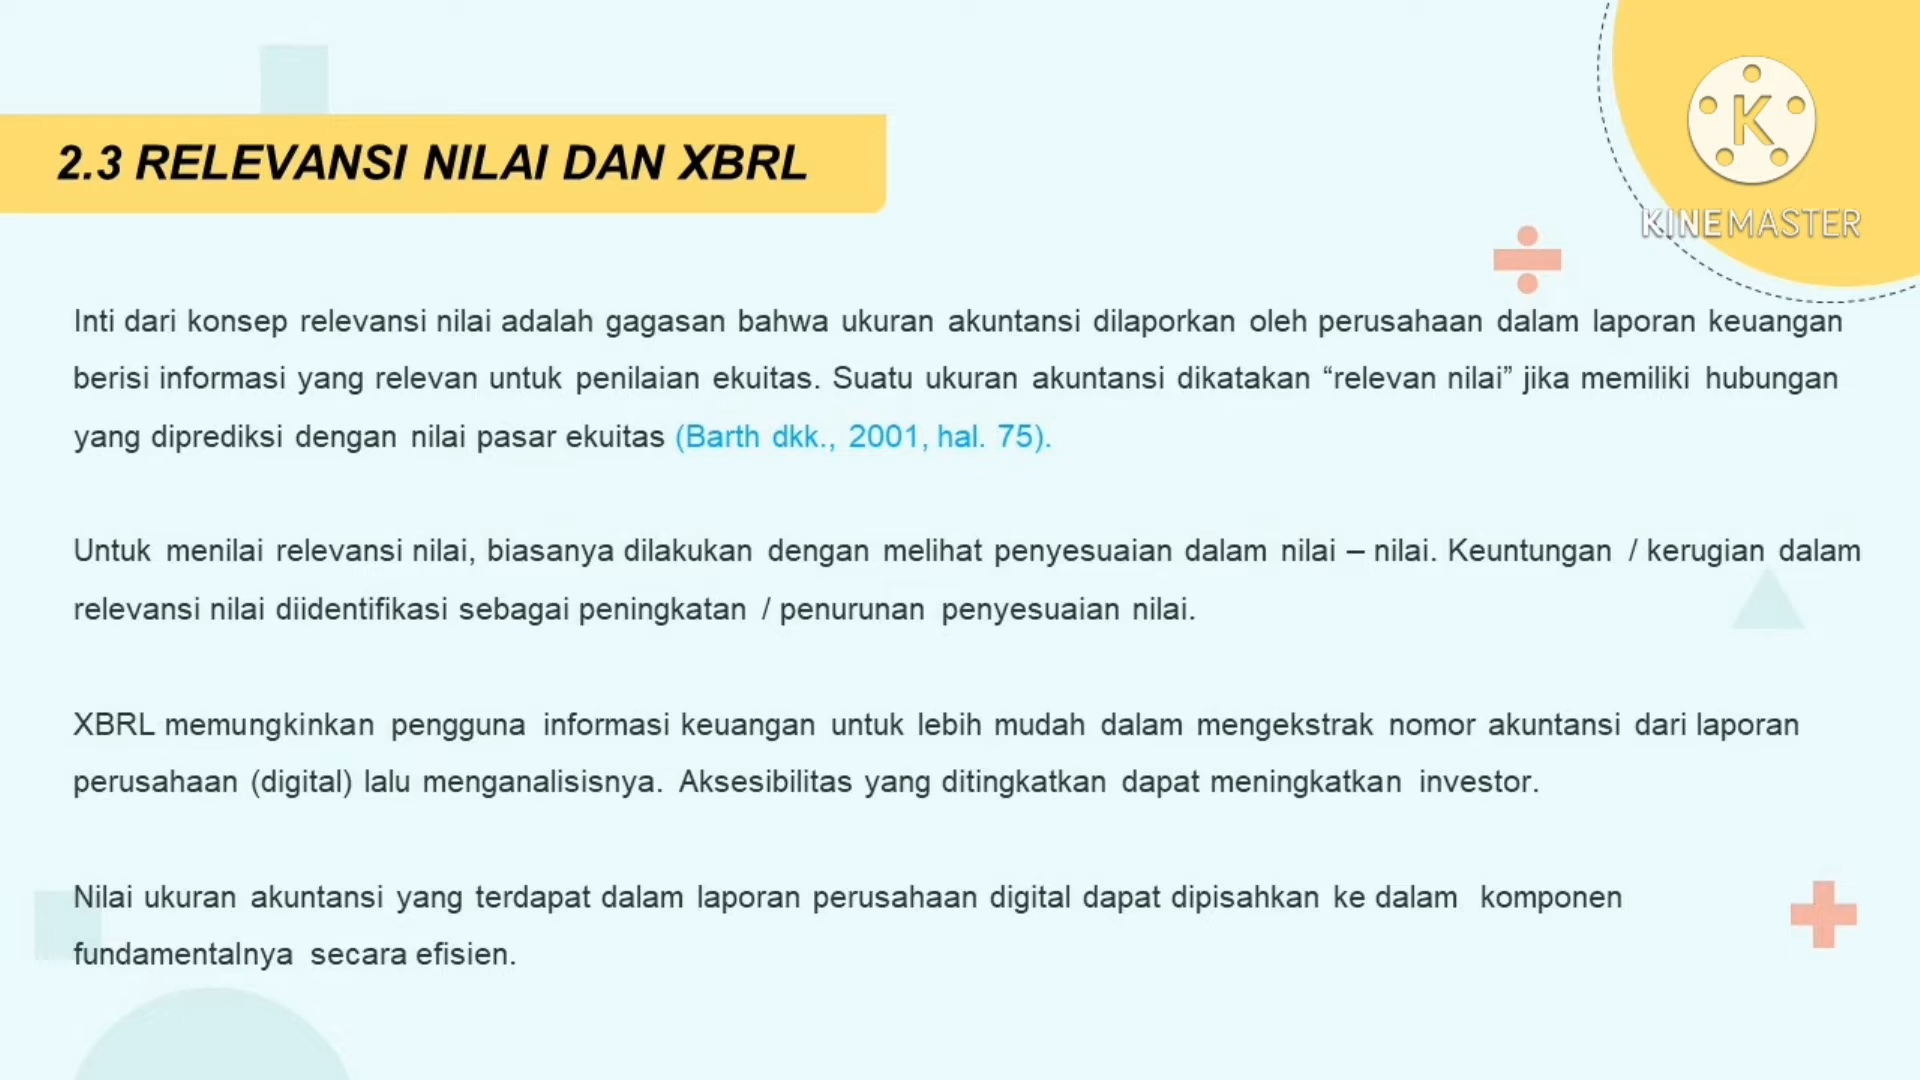 2.3 RELEVANSI NILAI DAN XBRL
K
KINEMASTER
Inti dari konsep relevansi nilai adalah gagasan bahwa ukuran akuntansi dilaporkan oleh perusahaan dalam laporan keuangan
berisi informasi yang relevan untuk penilaian ekuitas. Suatu ukuran akuntansi dikatakan “relevan nilai” jika memiliki hubungan
yang diprediksi dengan nilai pasar ekuitas (Barth dkk., 2001, hal. 75).
Untuk menilai relevansi nilai, biasanya dilakukan dengan melihat penyesuaian dalam nilai – nilai. Keuntungan / kerugian dalam
relevansi nilai diidentifikasi sebagai peningkatan / penurunan penyesuaian nilai.
XBRL memungkinkan pengguna informasi keuangan untuk lebih mudah dalam mengekstrak nomor akuntansi dari laporan
perusahaan (digital) lalu menganalisisnya. Aksesibilitas yang ditingkatkan dapat meningkatkan investor.
Nilai ukuran akuntansi yang terdapat dalam laporan perusahaan digital dapat dipisahkan ke dalam komponen
fundamentalnya secara efisien.